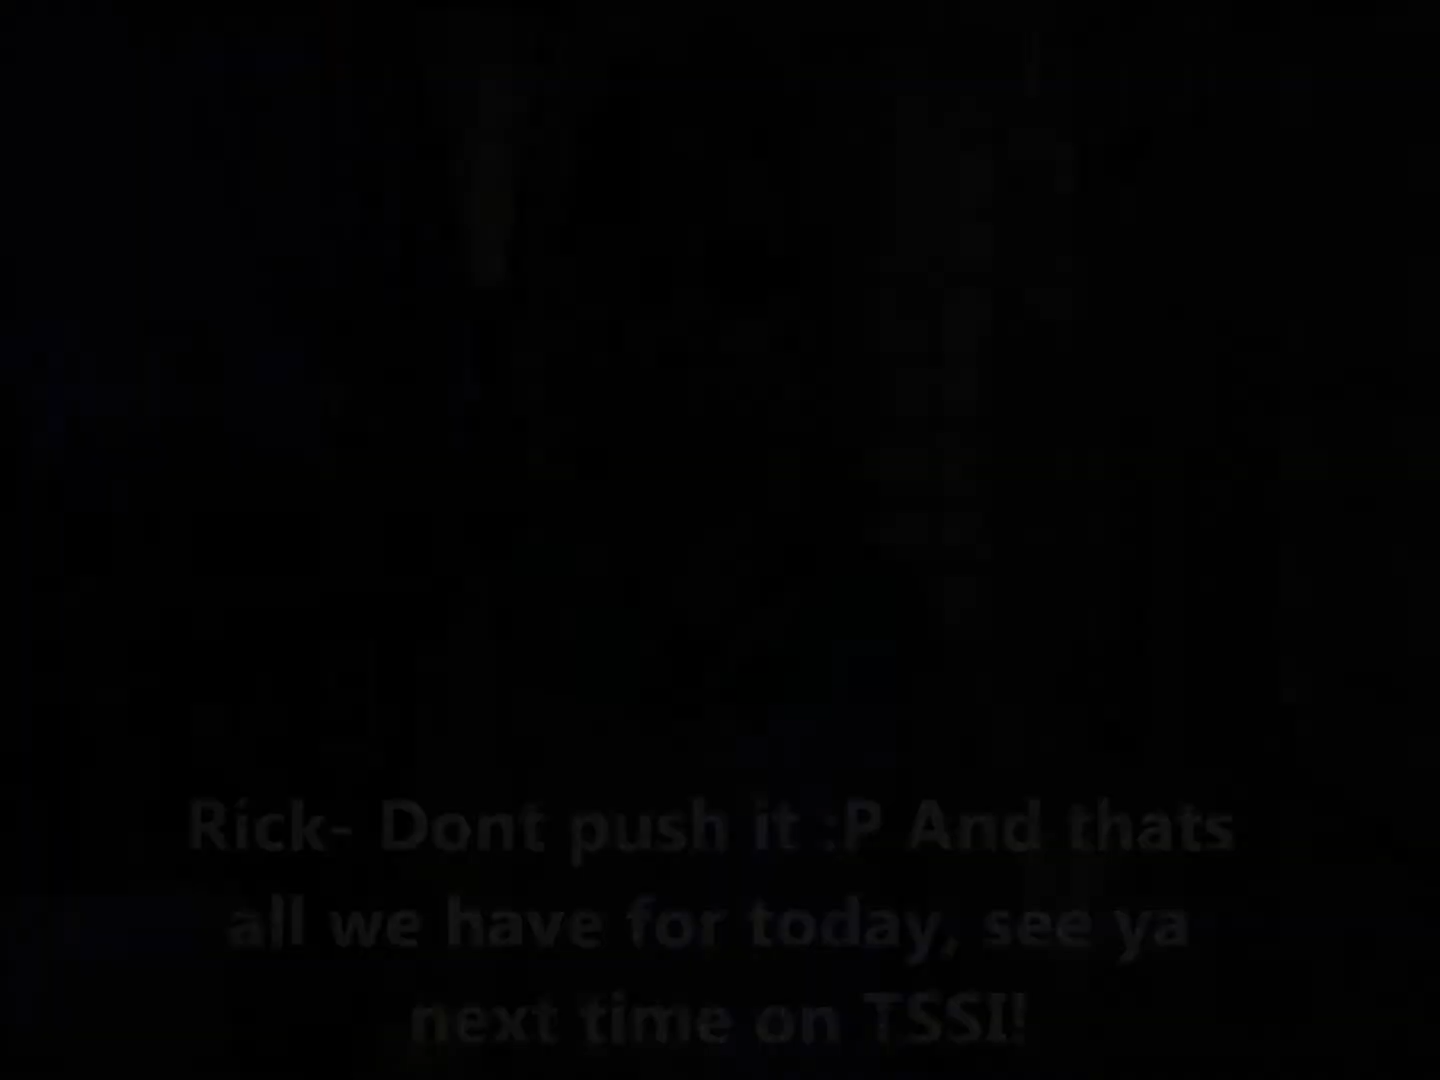 Rick- Dont push it :P And thats
all we have for today, see ya
next time on TSSI!